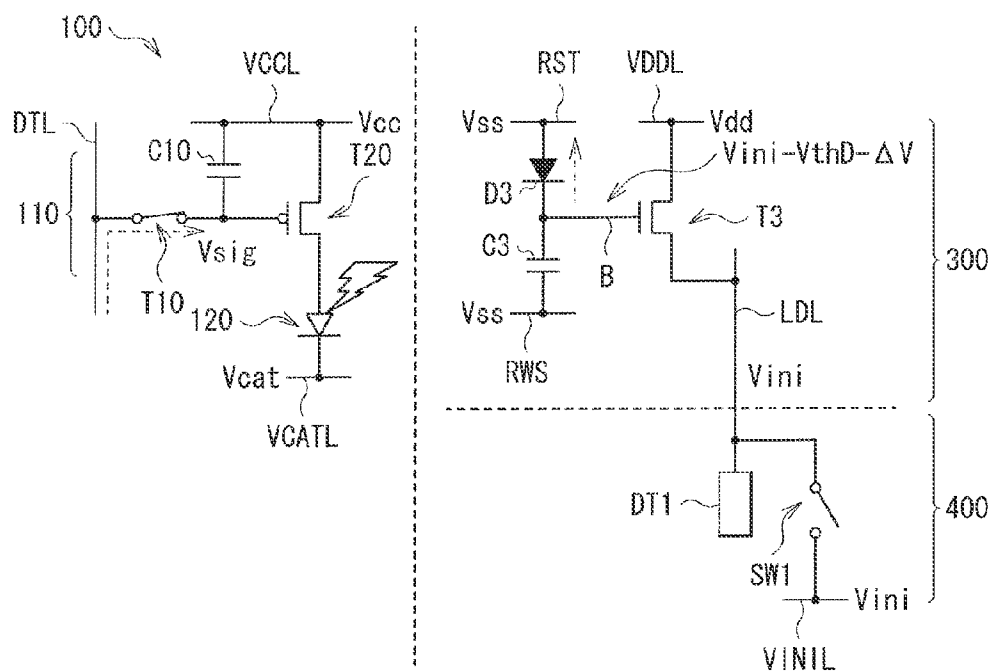 100
VCCL
DTL
Vcc
C10
T20
110
Vsig
T10
120
Vcat
VCATL
RST
VDDL
Vss
Vdd
Vini-VthD-ΔV
D3
T3
C3
B
300
Vss
LDL
RWS
Vini
DT1
400
SW1
Vini
VINIL